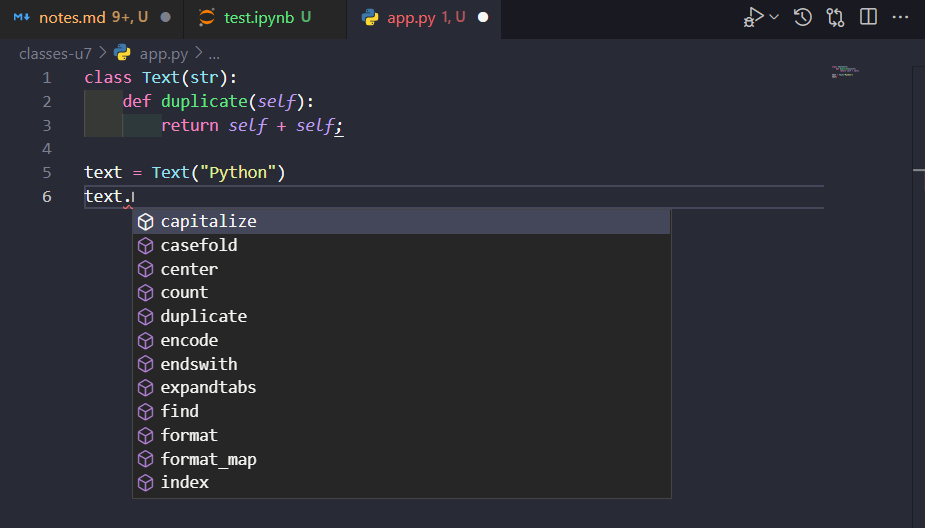 notes.md 9+, U test.ipynb U app.py 1, U
classes-u7 > app.py > ...
1 class Text(str):
2 def duplicate(self):
3 return self + self;
4
5 text = Text("Python")
6 text.
capitalize
casefold
center
count
duplicate
encode
endswith
expandtabs
find
format
format_map
index